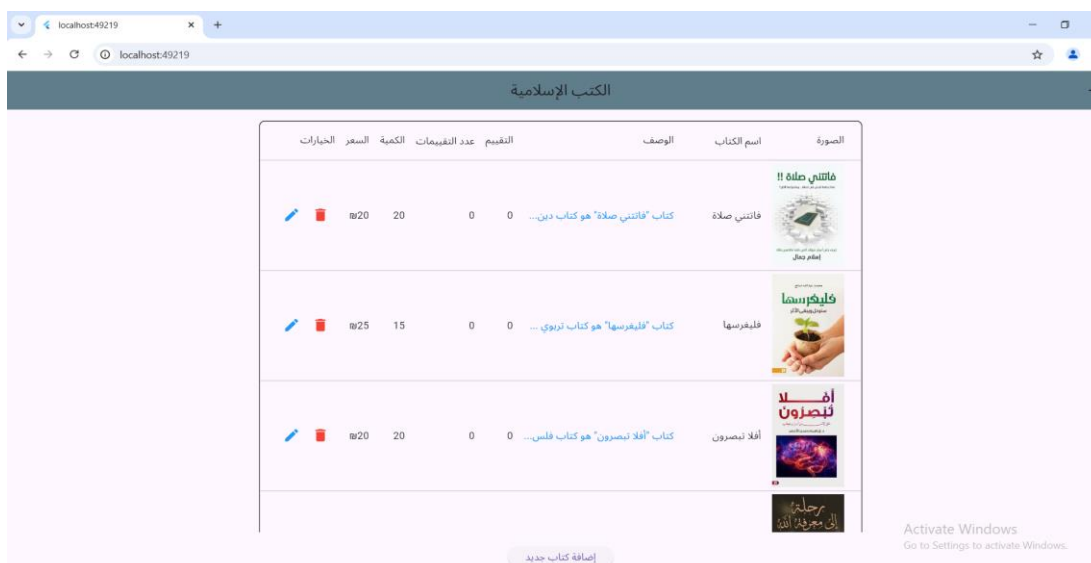 localhost:49219
localhost:49219
الكتب الإسلامية
الصورة اسم الكتاب الوصف التقييم عدد التقييمات الكمية السعر الخيارات
فاتتني صلاة !!
إسلام جمال
فاتتني صلاة كتاب "فاتتني صلاة" هو كتاب دين... 0 0 20 ₪20
فليغرسها
فليغرسها كتاب "فليغرسها" هو كتاب تربوي ... 0 0 15 ₪25
أفلا
تبصرون
أفلا تبصرون كتاب "أفلا تبصرون" هو كتاب فلس... 0 0 20 ₪20
رحلة
إلى معرفة الله
إضافة كتاب جديد
Activate Windows
Go to Settings to activate Windows.